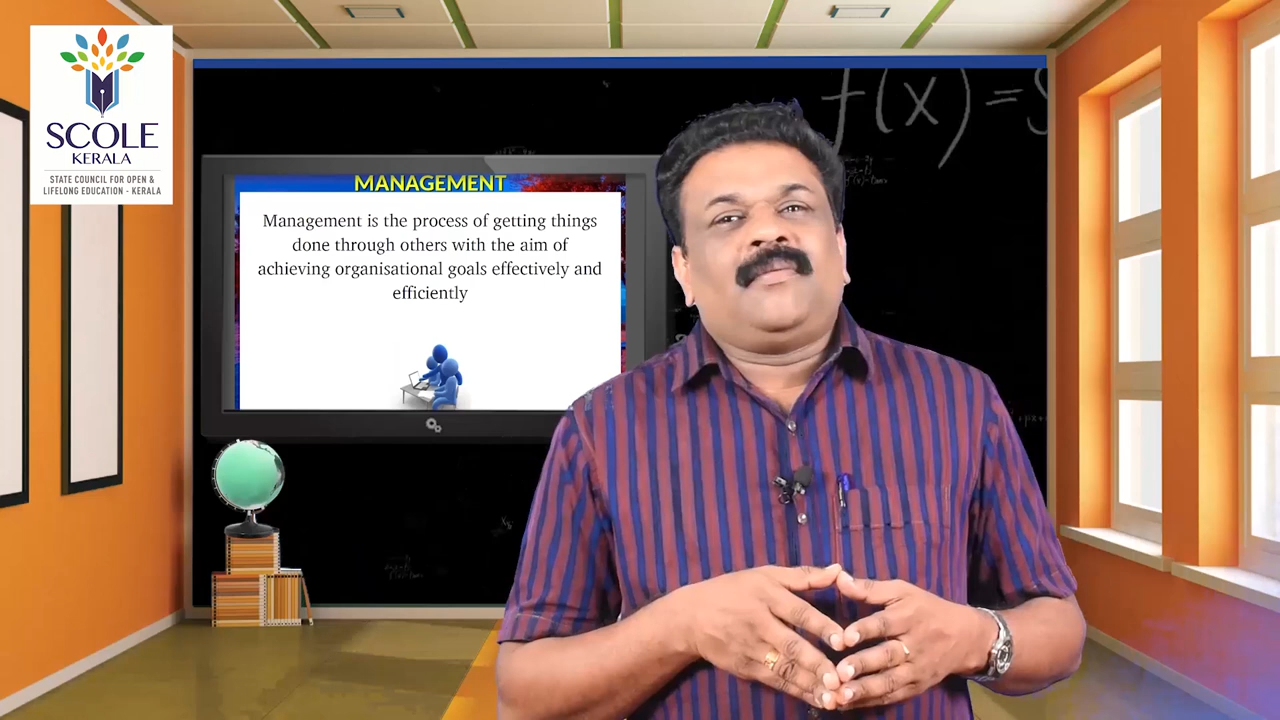 SCOLE
KERALA
STATE COUNCIL FOR OPEN &
LIFELONG EDUCATION - KERALA
f(x)=
MANAGEMENT
Management is the process of getting things
done through others with the aim of
achieving organisational goals effectively and
efficiently